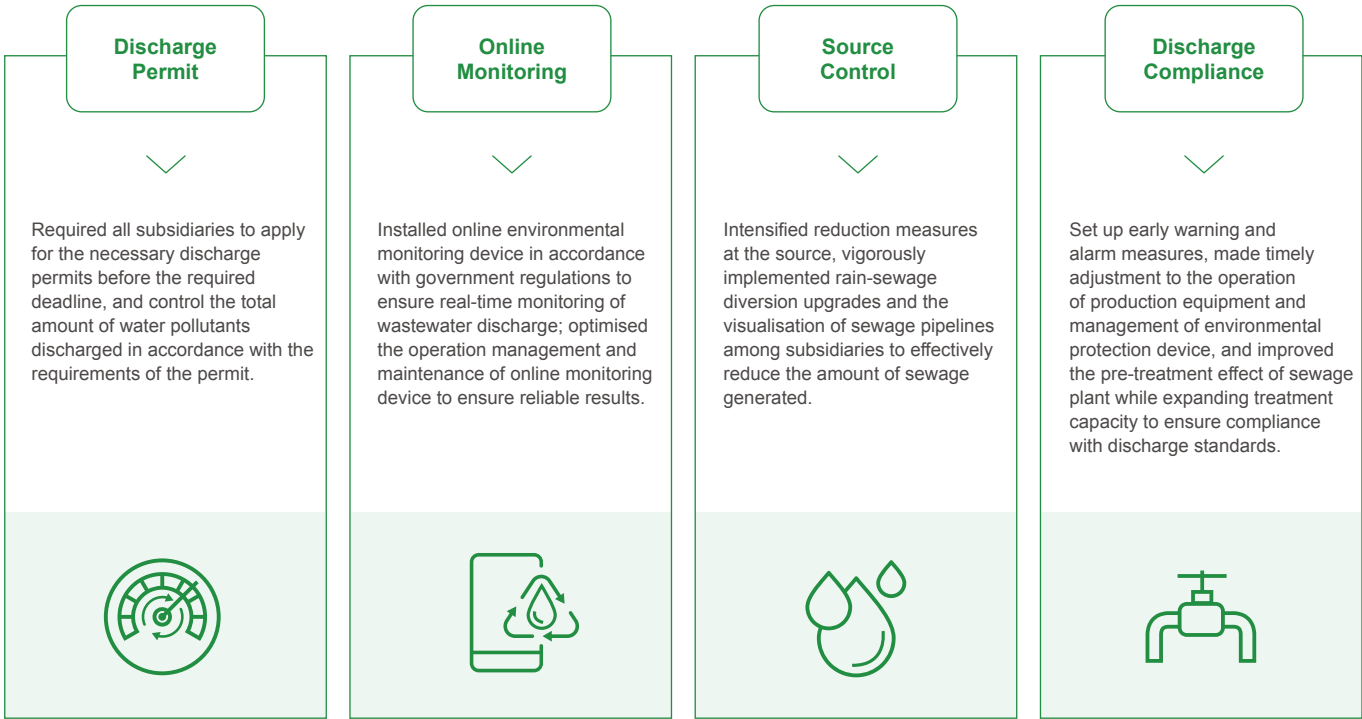 Discharge
Permit
Required all subsidiaries to apply
for the necessary discharge
permits before the required
deadline, and control the total
amount of water pollutants
discharged in accordance with the
requirements of the permit.
Online
Monitoring
Installed online environmental
monitoring device in accordance
with government regulations to
ensure real-time monitoring of
wastewater discharge; optimised
the operation management and
maintenance of online monitoring
device to ensure reliable results.
Source
Control
Intensified reduction measures
at the source, vigorously
implemented rain-sewage
diversion upgrades and the
visualisation of sewage pipelines
among subsidiaries to effectively
reduce the amount of sewage
generated.
Discharge
Compliance
Set up early warning and
alarm measures, made timely
adjustment to the operation
of production equipment and
management of environmental
protection device, and improved
the pre-treatment effect of sewage
plant while expanding treatment
capacity to ensure compliance
with discharge standards.